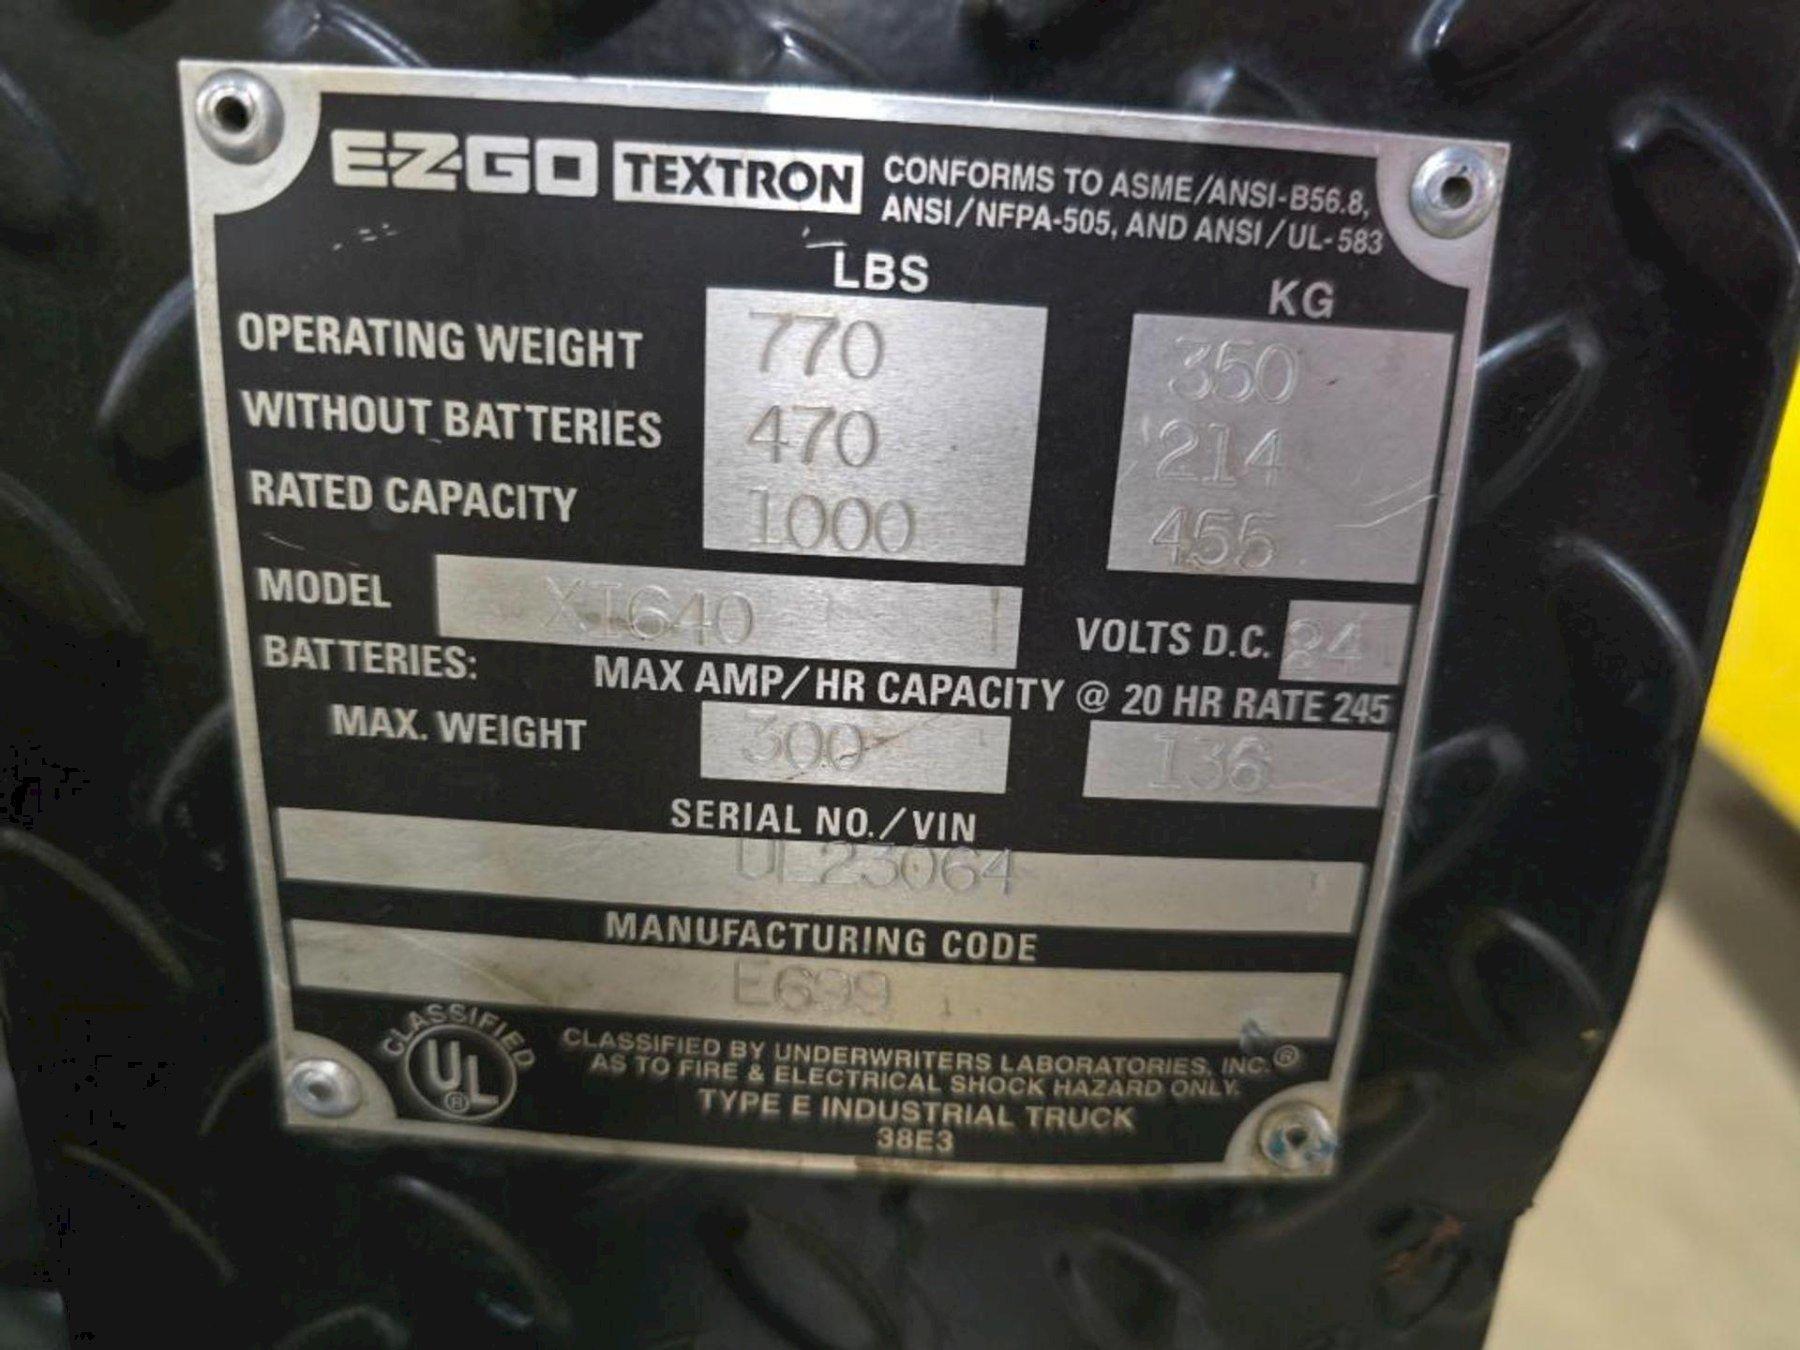 E-Z-GO TEXTRON CONFORMS TO ASME/ANSI-B56.8,
ANSI/NFPA-505, AND ANSI/UL-583
LBS KG
OPERATING WEIGHT 770 350
WITHOUT BATTERIES 470 214
RATED CAPACITY 1000 455
MODEL XI640 VOLTS D.C. 24
BATTERIES: MAX AMP/HR CAPACITY @ 20 HR RATE 245
MAX. WEIGHT 300 136
SERIAL NO./VIN
UL23064
MANUFACTURING CODE
E699
CLASSIFIED
UL®
CLASSIFIED BY UNDERWRITERS LABORATORIES, INC.®
AS TO FIRE & ELECTRICAL SHOCK HAZARD ONLY.
TYPE E INDUSTRIAL TRUCK
38E3